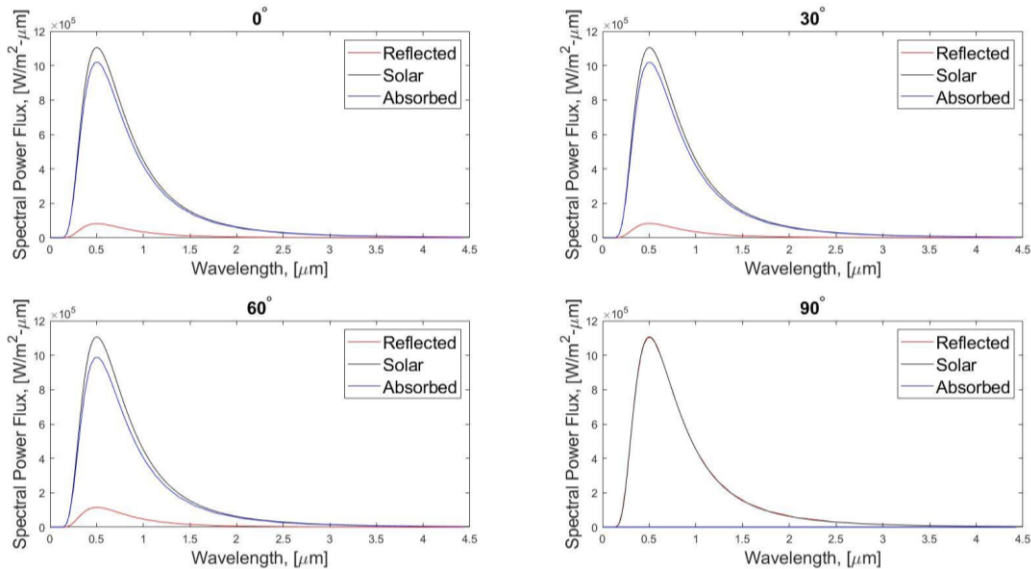 0°
×10⁵
12
10
8
6
4
2
0
Spectral Power Flux, [W/m²-μm]
Reflected
Solar
Absorbed
0 0.5 1 1.5 2 2.5 3 3.5 4 4.5
Wavelength, [μm]
30°
×10⁵
12
10
8
6
4
2
0
Spectral Power Flux, [W/m²-μm]
Reflected
Solar
Absorbed
0 0.5 1 1.5 2 2.5 3 3.5 4 4.5
Wavelength, [μm]
60°
×10⁵
12
10
8
6
4
2
0
Spectral Power Flux, [W/m²-μm]
Reflected
Solar
Absorbed
0 0.5 1 1.5 2 2.5 3 3.5 4 4.5
Wavelength, [μm]
90°
×10⁵
12
10
8
6
4
2
0
Spectral Power Flux, [W/m²-μm]
Reflected
Solar
Absorbed
0 0.5 1 1.5 2 2.5 3 3.5 4 4.5
Wavelength, [μm]